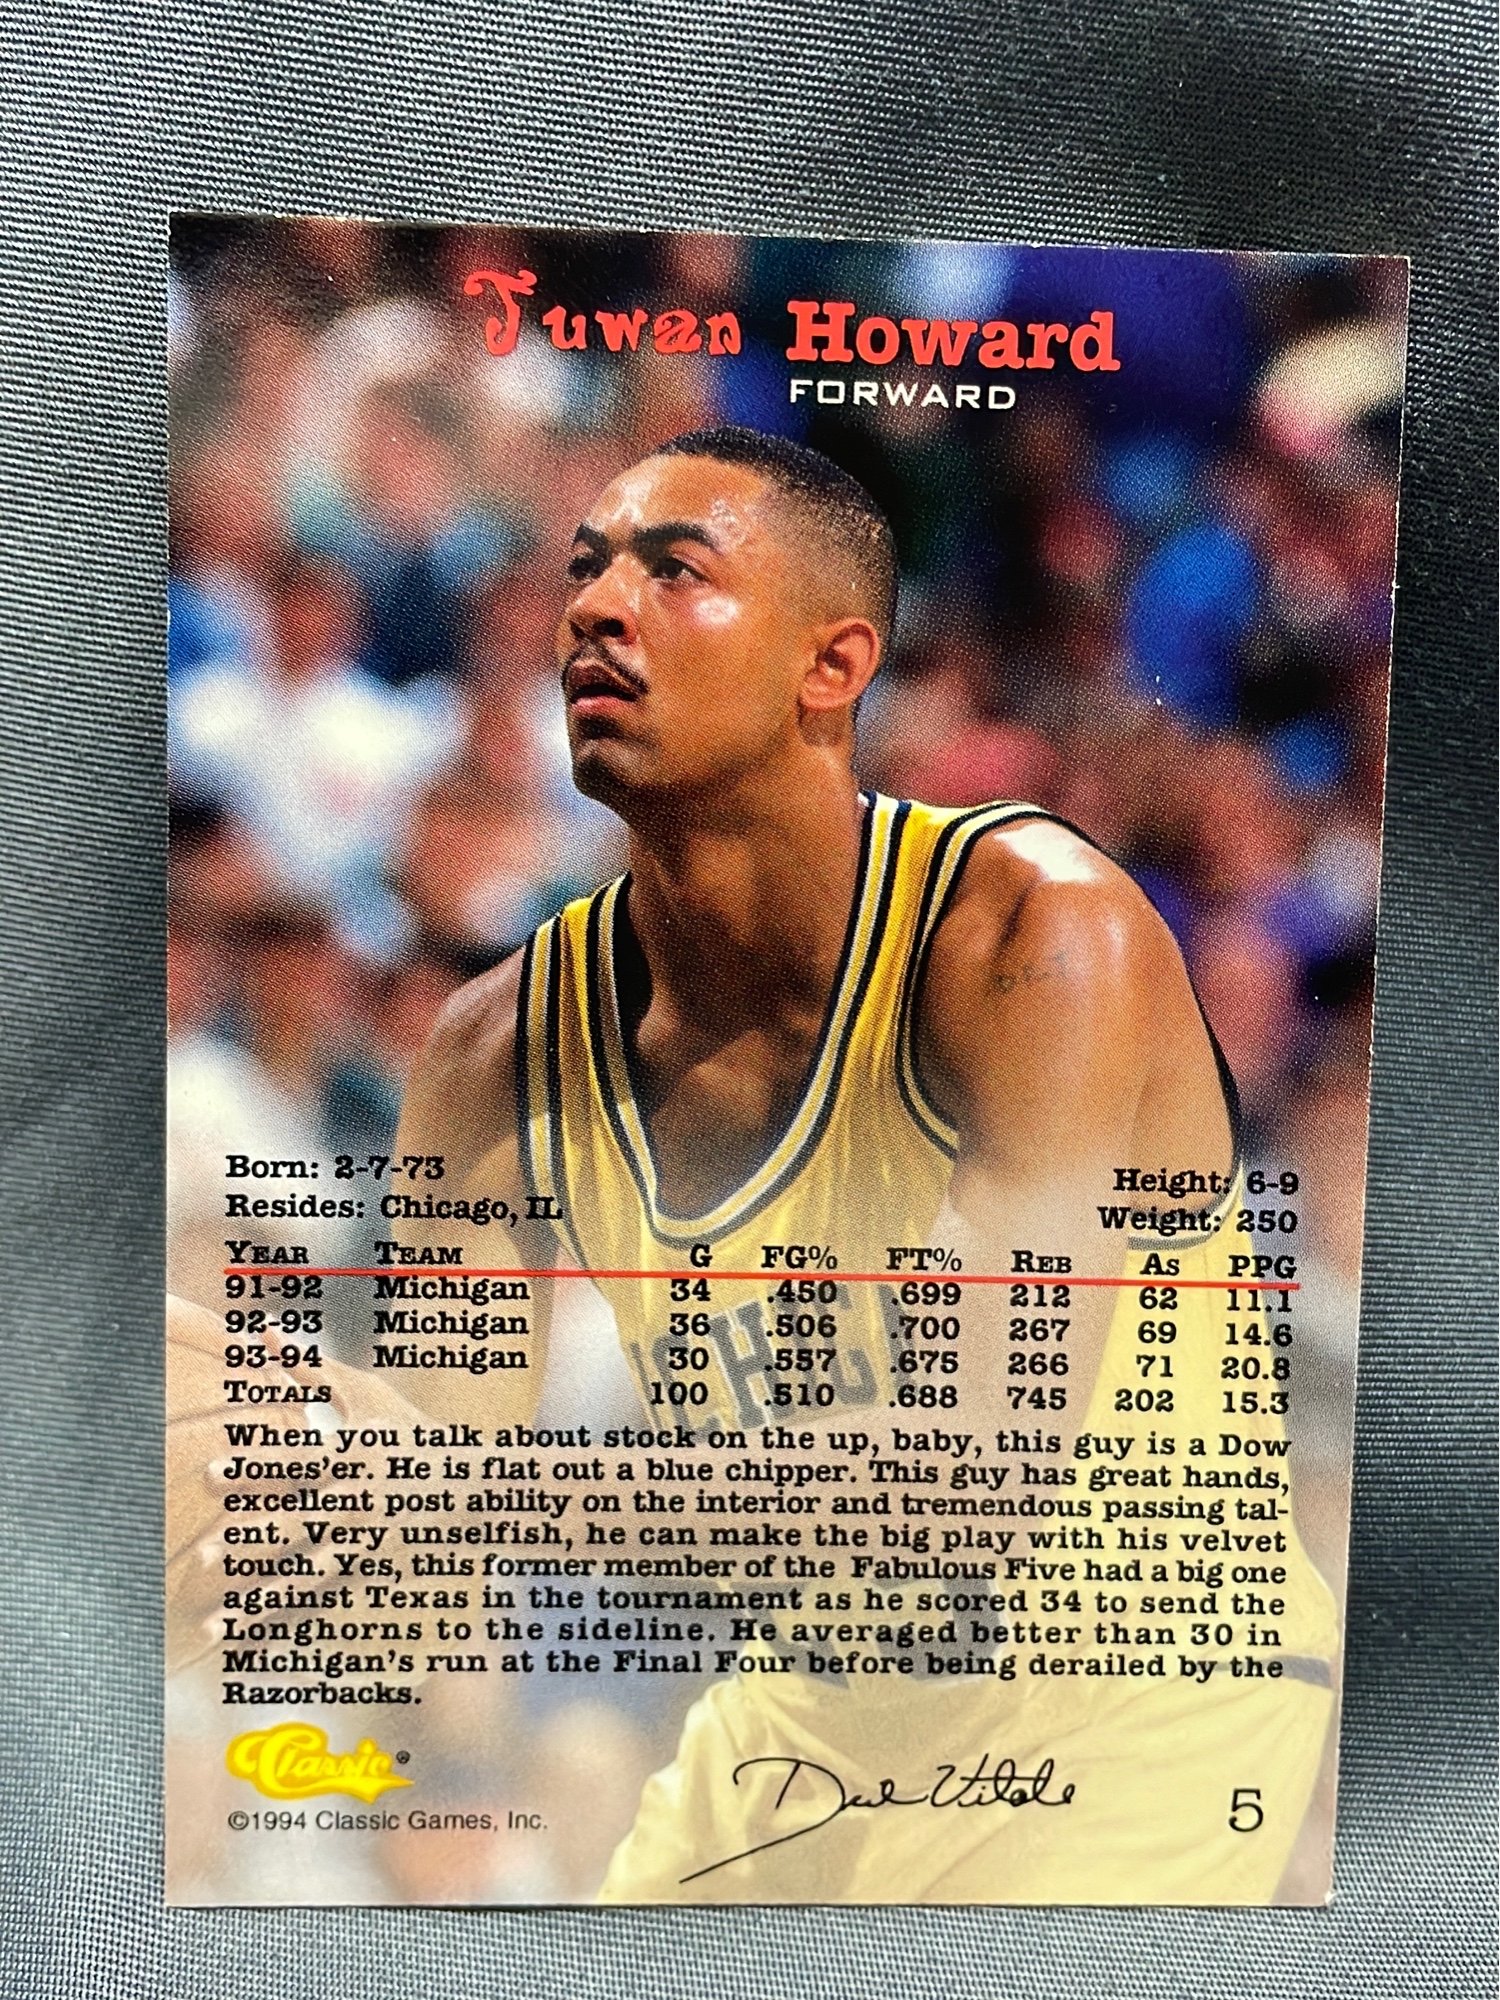 Juwan Howard
FORWARD
Born: 2-7-73
Height: 6-9
Resides: Chicago, IL
Weight: 250
YEAR TEAM G FG% FT% REB AS PPG
91-92 Michigan 34 .450 .699 212 62 11.1
92-93 Michigan 36 .506 .700 267 69 14.6
93-94 Michigan 30 .557 .675 266 71 20.8
TOTALS 100 .510 .688 745 202 15.3
When you talk about stock on the up, baby, this guy is a Dow
Jones'er. He is flat out a blue chipper. This guy has great hands,
excellent post ability on the interior and tremendous passing tal-
ent. Very unselfish, he can make the big play with his velvet
touch. Yes, this former member of the Fabulous Five had a big one
against Texas in the tournament as he scored 34 to send the
Longhorns to the sideline. He averaged better than 30 in
Michigan's run at the Final Four before being derailed by the
Razorbacks.
Classic®
©1994 Classic Games, Inc.
Dick Vitale
5